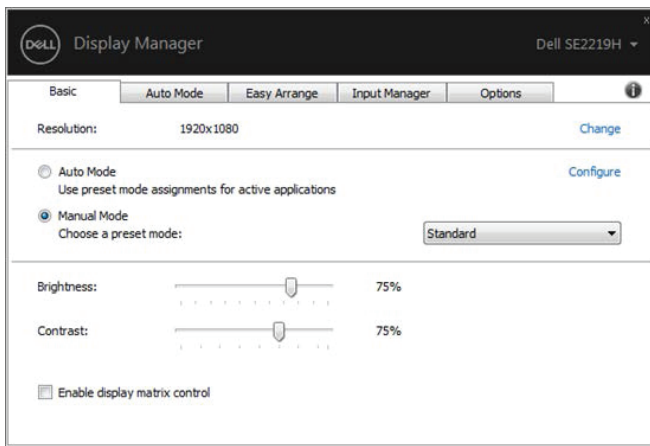 x
DELL Display Manager Dell SE2219H
Basic Auto Mode Easy Arrange Input Manager Options i
Resolution: 1920x1080 Change
Auto Mode Configure
Use preset mode assignments for active applications
Manual Mode
Choose a preset mode: Standard
Brightness: 75%
Contrast: 75%
Enable display matrix control